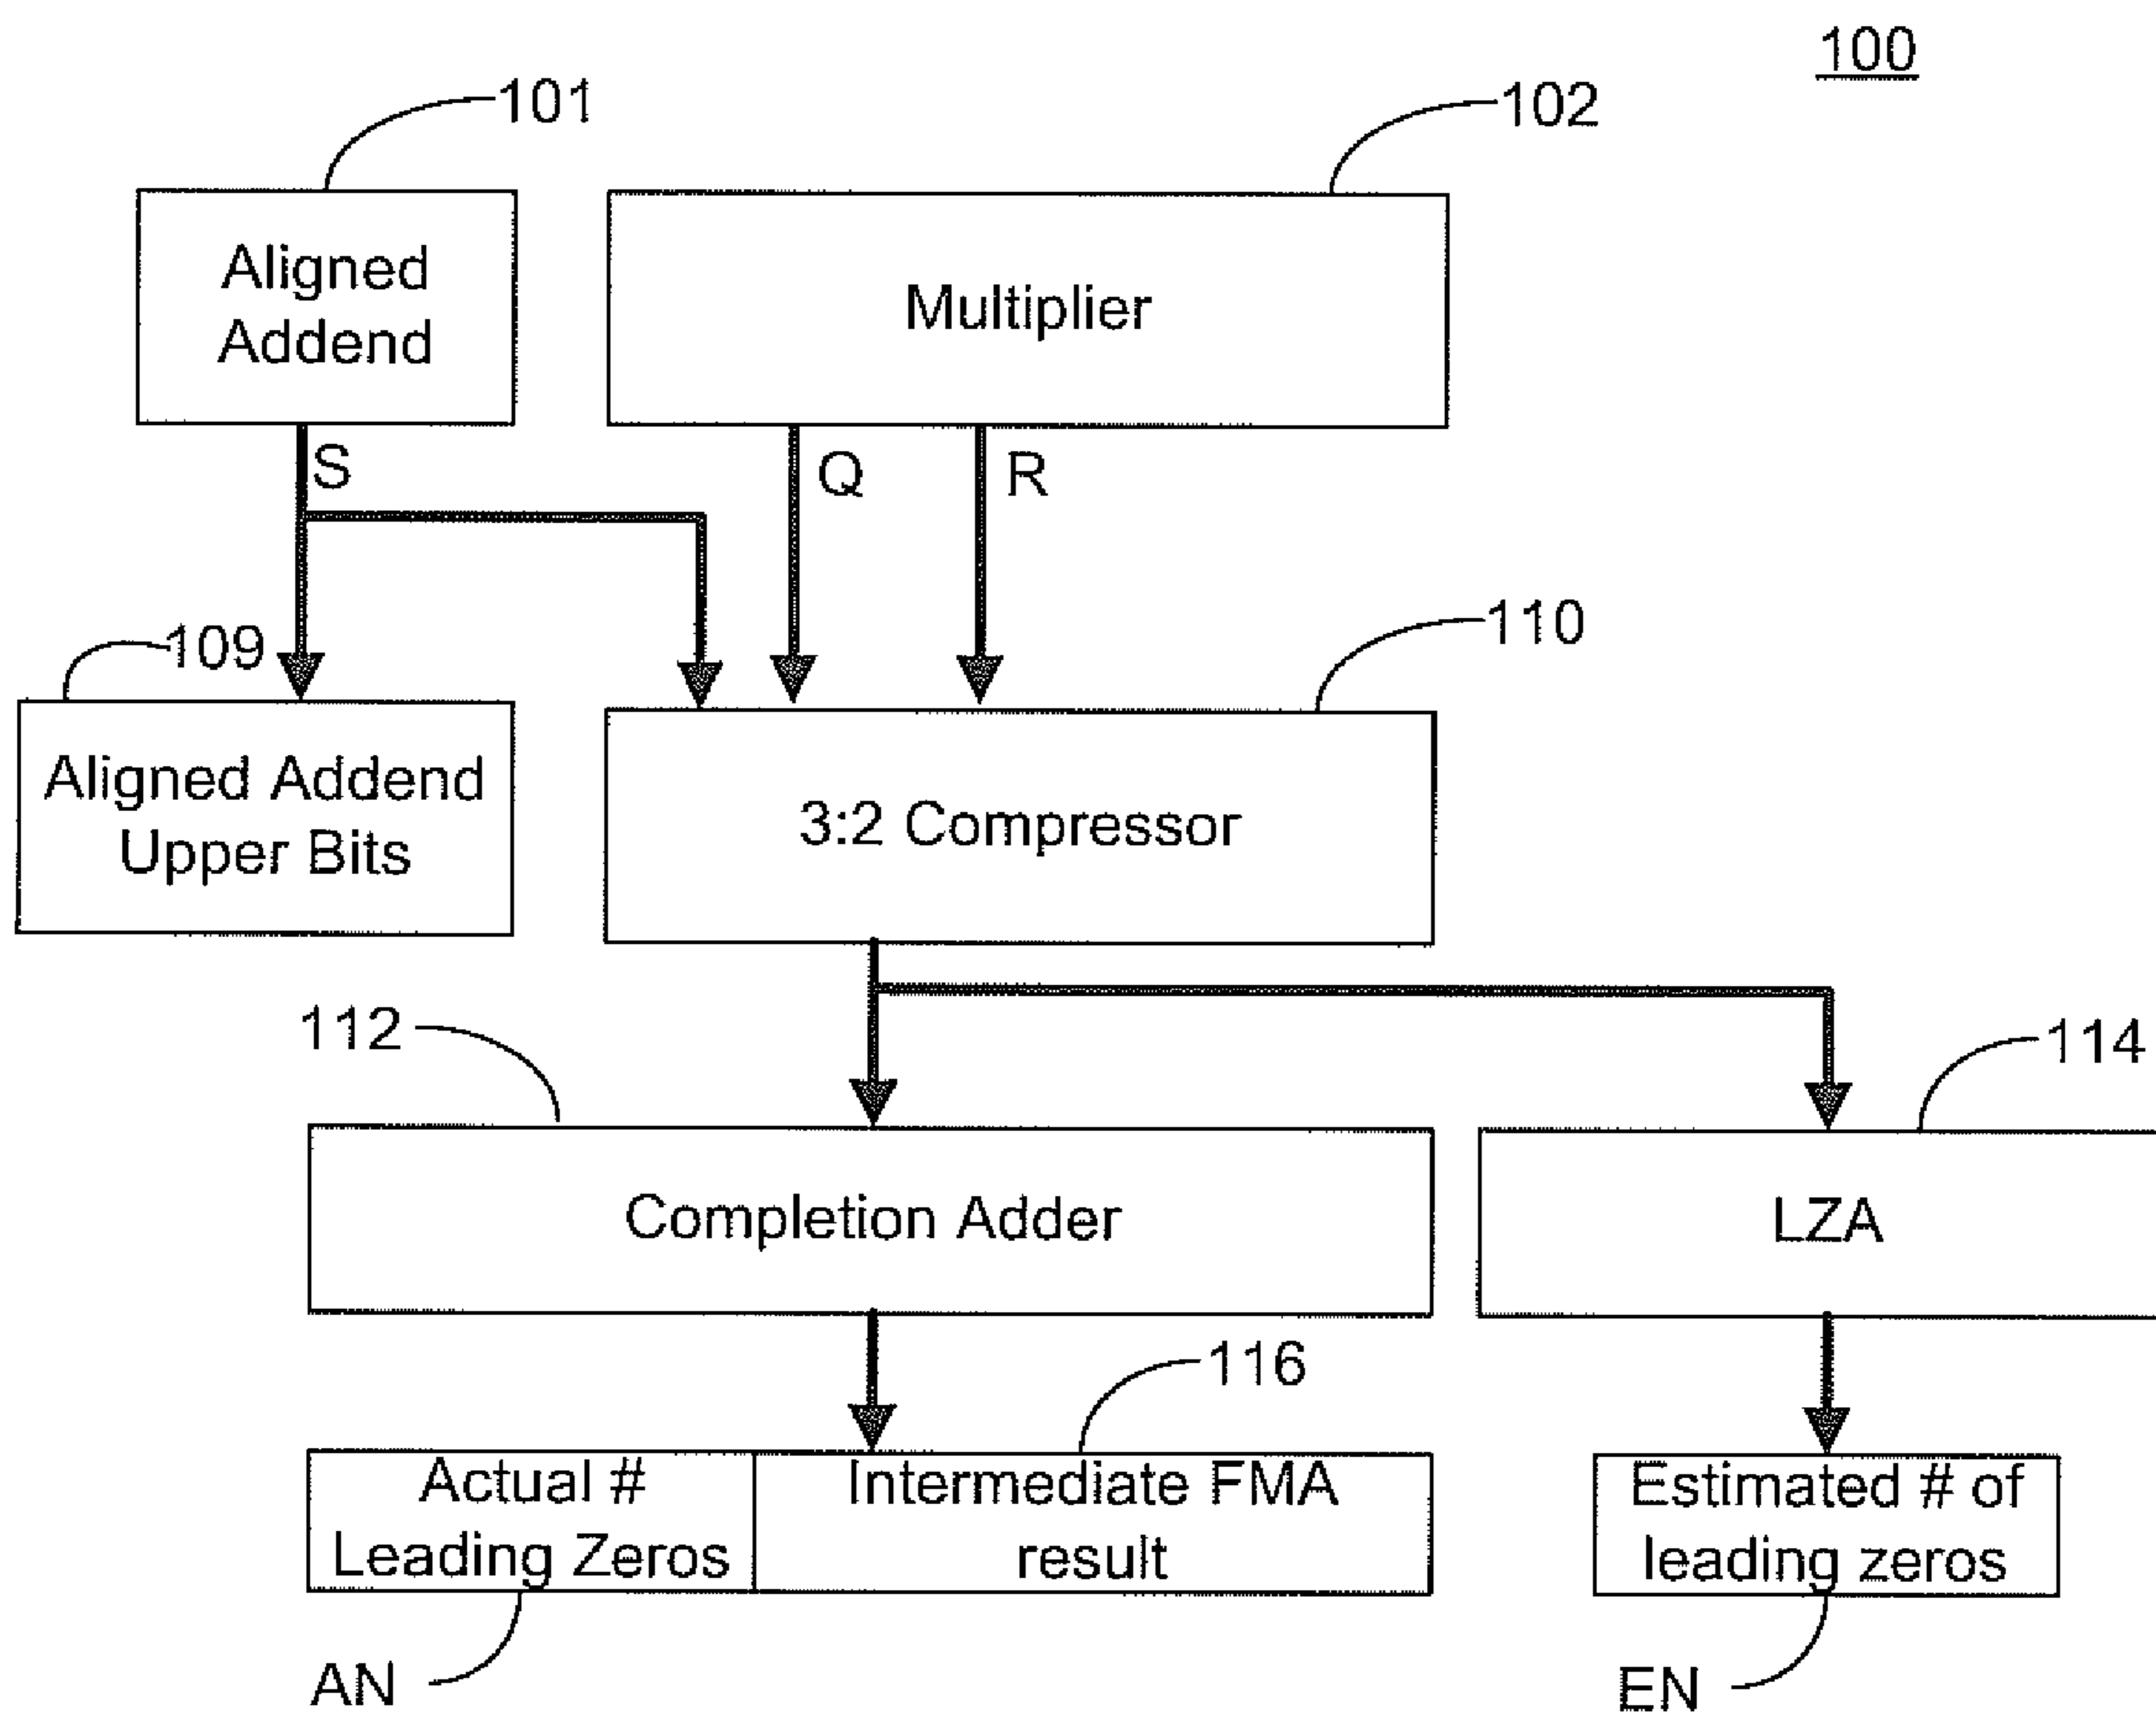 100
101
102
Aligned
Addend
Multiplier
S
Q
R
109
110
Aligned Addend
Upper Bits
3:2 Compressor
112
114
Completion Adder
LZA
116
Actual #
Leading Zeros
Intermediate FMA
result
Estimated # of
leading zeros
AN
EN